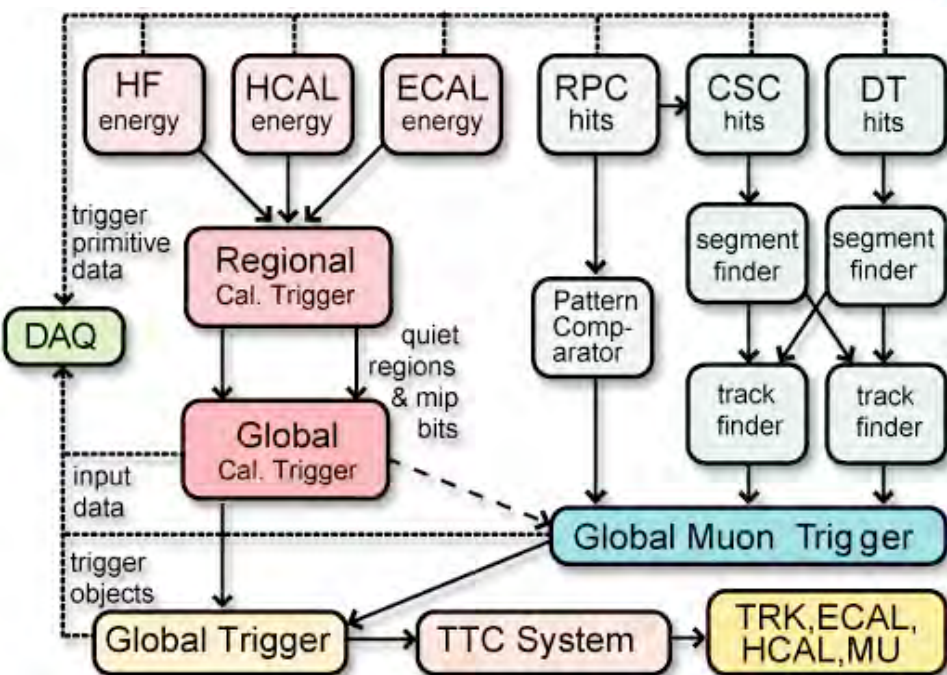 HF
energy
HCAL
energy
ECAL
energy
RPC
hits
CSC
hits
DT
hits
trigger
primitive
data
Regional
Cal. Trigger
segment
finder
segment
finder
DAQ
quiet
regions
& mip
bits
Pattern
Comp-
arator
Global
Cal. Trigger
track
finder
track
finder
input
data
Global Muon Trigger
trigger
objects
Global Trigger
TTC System
TRK,ECAL,
HCAL,MU